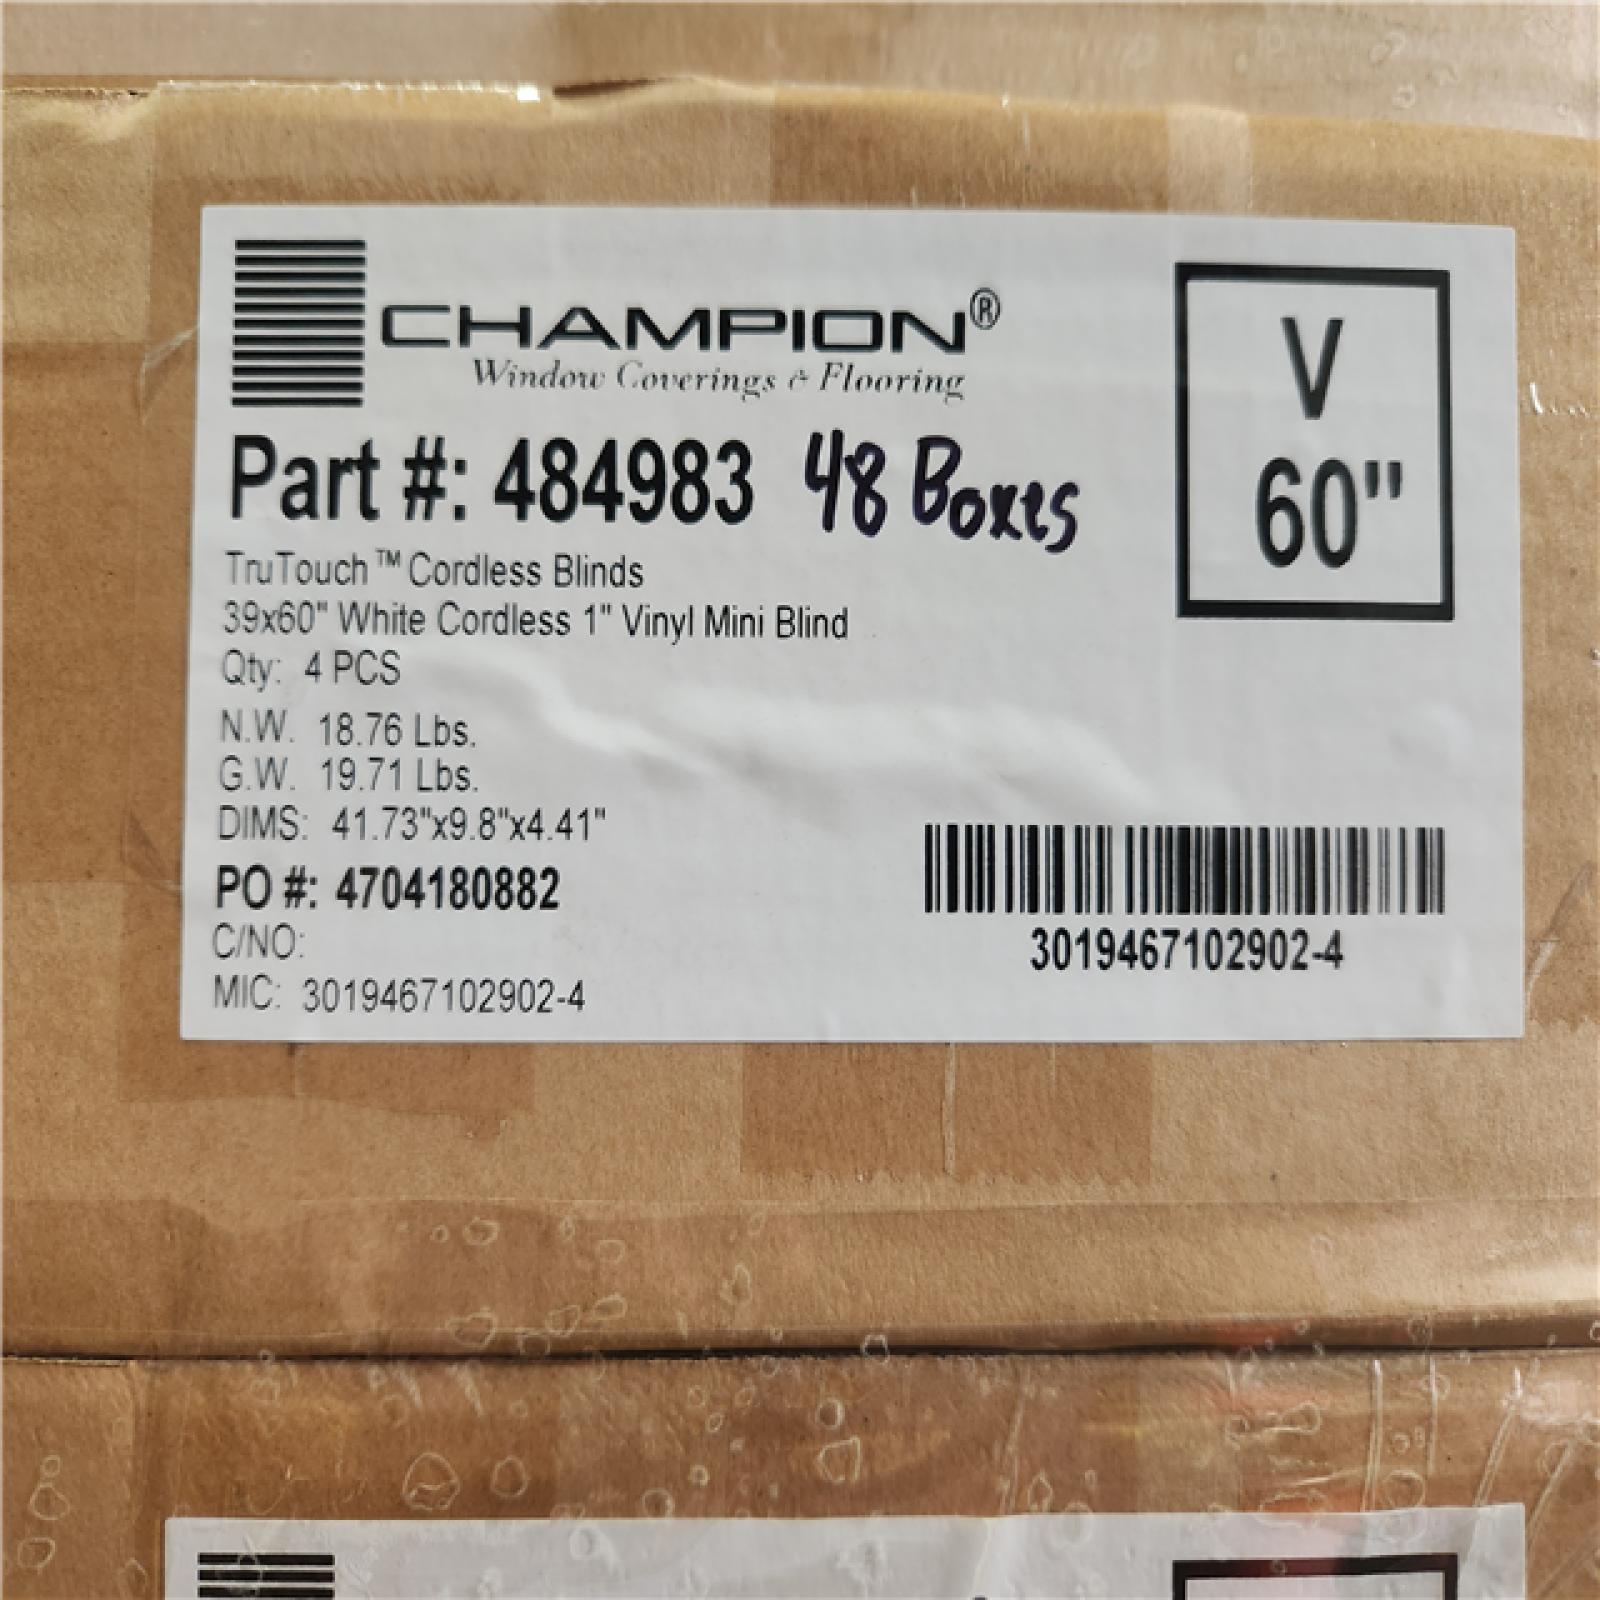 CHAMPION®
Window Coverings & Flooring
V
60"
Part #: 484983 48 Boxes
TruTouch™ Cordless Blinds
39x60" White Cordless 1" Vinyl Mini Blind
Qty: 4 PCS
N.W. 18.76 Lbs.
G.W. 19.71 Lbs.
DIMS: 41.73"x9.8"x4.41"
PO #: 4704180882
C/NO:
MIC: 3019467102902-4
3019467102902-4